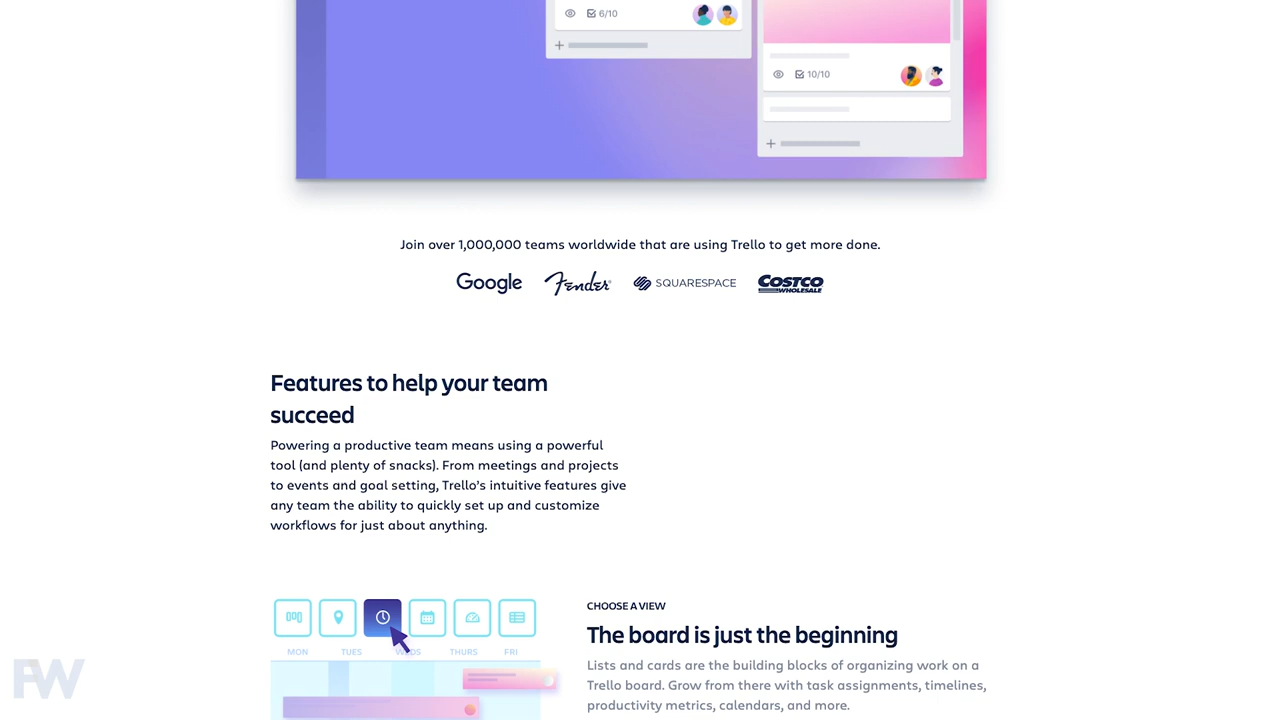 6/10
10/10
Join over 1,000,000 teams worldwide that are using Trello to get more done.
Google Fender SQUARESPACE COSTCO WHOLESALE
Features to help your team
succeed
Powering a productive team means using a powerful
tool (and plenty of snacks). From meetings and projects
to events and goal setting, Trello’s intuitive features give
any team the ability to quickly set up and customize
workflows for just about anything.
MON TUES WEDS THURS FRI
CHOOSE A VIEW
The board is just the beginning
Lists and cards are the building blocks of organizing work on a
Trello board. Grow from there with task assignments, timelines,
productivity metrics, calendars, and more.
FW